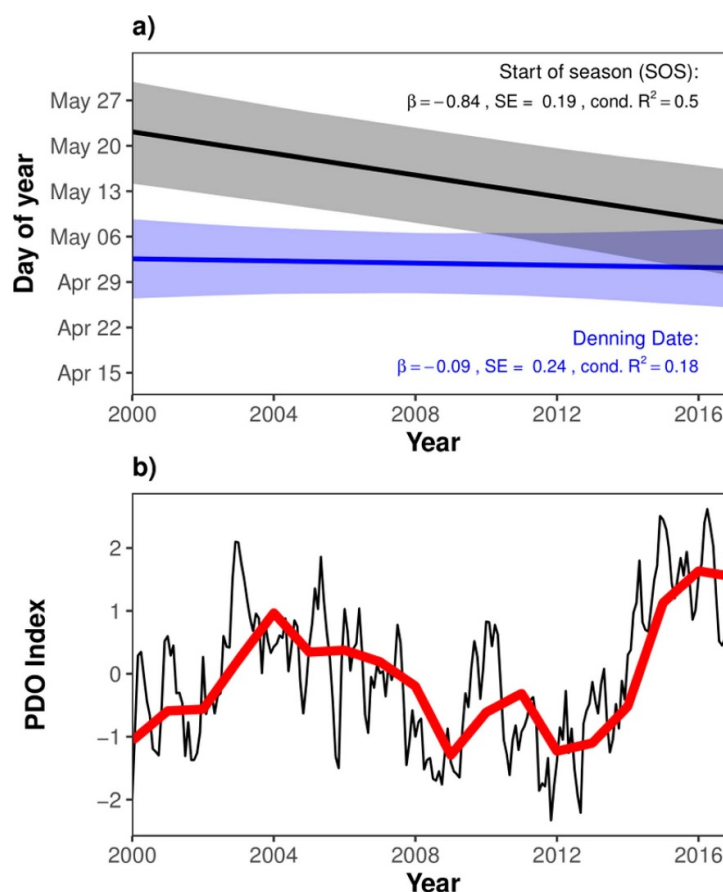 a)
Start of season (SOS):
β = −0.84 , SE = 0.19 , cond. R² = 0.5
May 27
May 20
May 13
May 06
Apr 29
Apr 22
Apr 15
Day of year
Denning Date:
β = −0.09 , SE = 0.24 , cond. R² = 0.18
2000 2004 2008 2012 2016
Year
b)
2
1
0
−1
−2
PDO Index
2000 2004 2008 2012 2016
Year